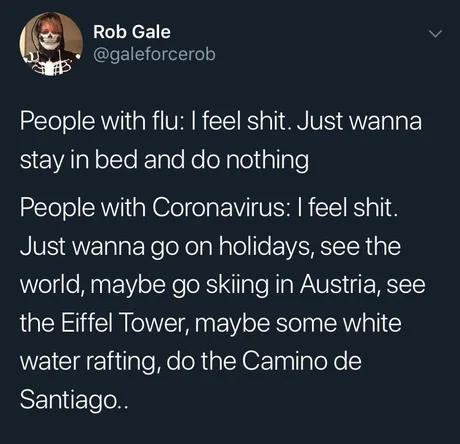 Rob Gale
@galeforcerob
People with flu: I feel shit. Just wanna
stay in bed and do nothing
People with Coronavirus: I feel shit.
Just wanna go on holidays, see the
world, maybe go skiing in Austria, see
the Eiffel Tower, maybe some white
water rafting, do the Camino de
Santiago..